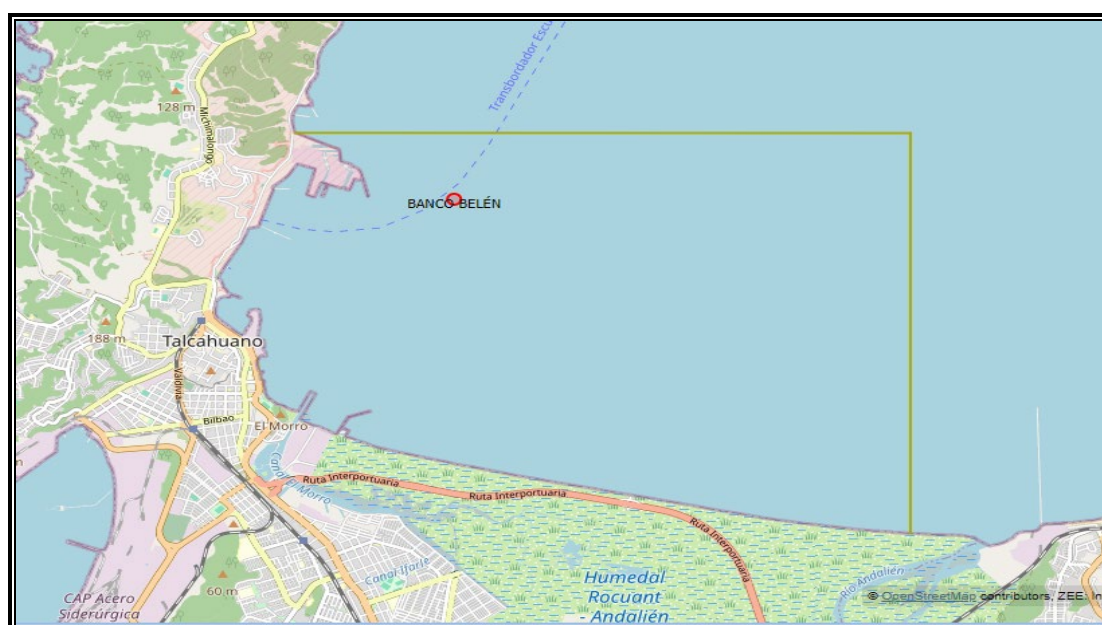 Transbordador Escu
128 m
Michimalongo
BANCO BELÉN
188 m
Talcahuano
Valdivia
Bilbao
El Morro
Canal El Morro
Ruta Interportuaria
Ruta Interportuaria
Ruta Interportuaria
m
Canal Ifarle
60 m
CAP Acero
Siderúrgica
Humedal
Rocuant
- Andalién
Río Andalién
© OpenStreetMap contributors, ZEE: In